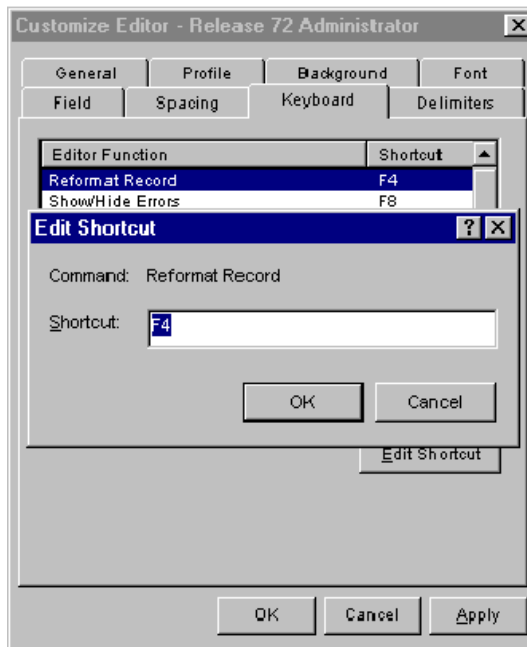 Customize Editor - Release 72 Administrator
General Profile Background Font
Field Spacing Keyboard Delimiters
Editor Function Shortcut
Reformat Record F4
Show/Hide Errors F8
Edit Shortcut
Command: Reformat Record
Shortcut: F4
OK Cancel
Edit Shortcut
OK Cancel Apply